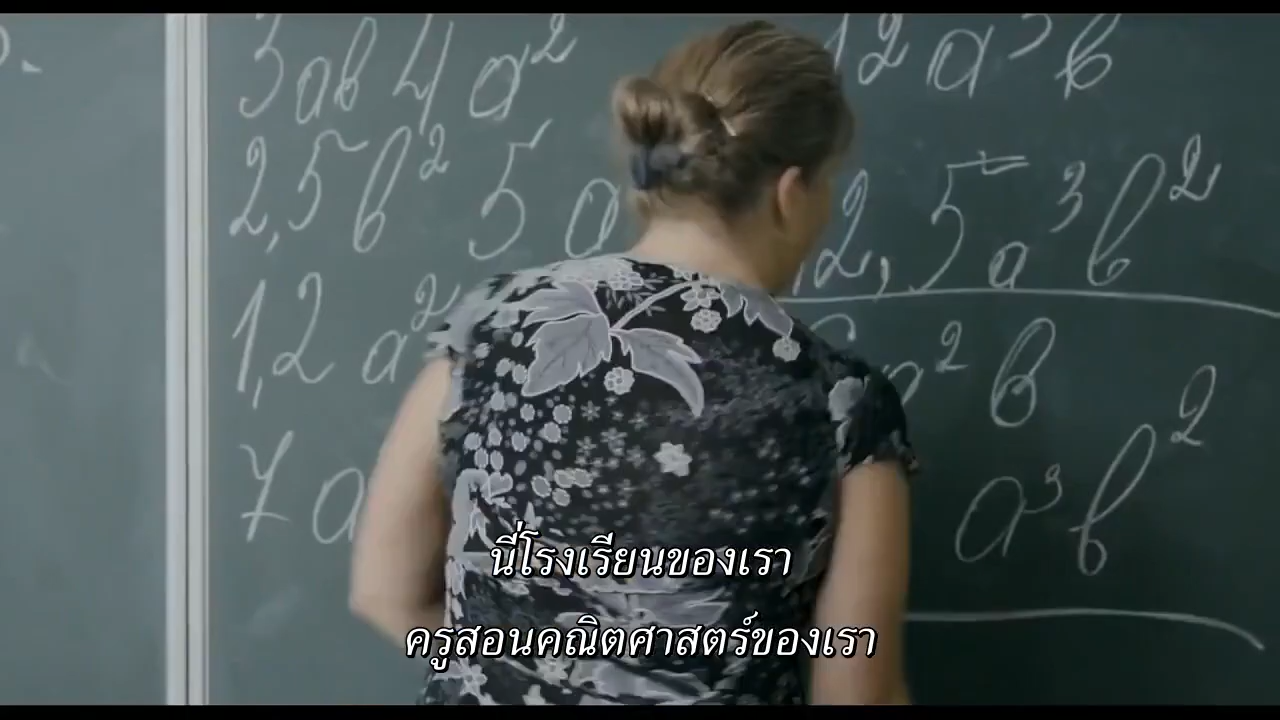 3ab 4a² 12a³b
2,5b² 5a 12,5a³b²
1,2a² a²b
7a a³b²
นี่โรงเรียนของเรา
ครูสอนคณิตศาสตร์ของเรา